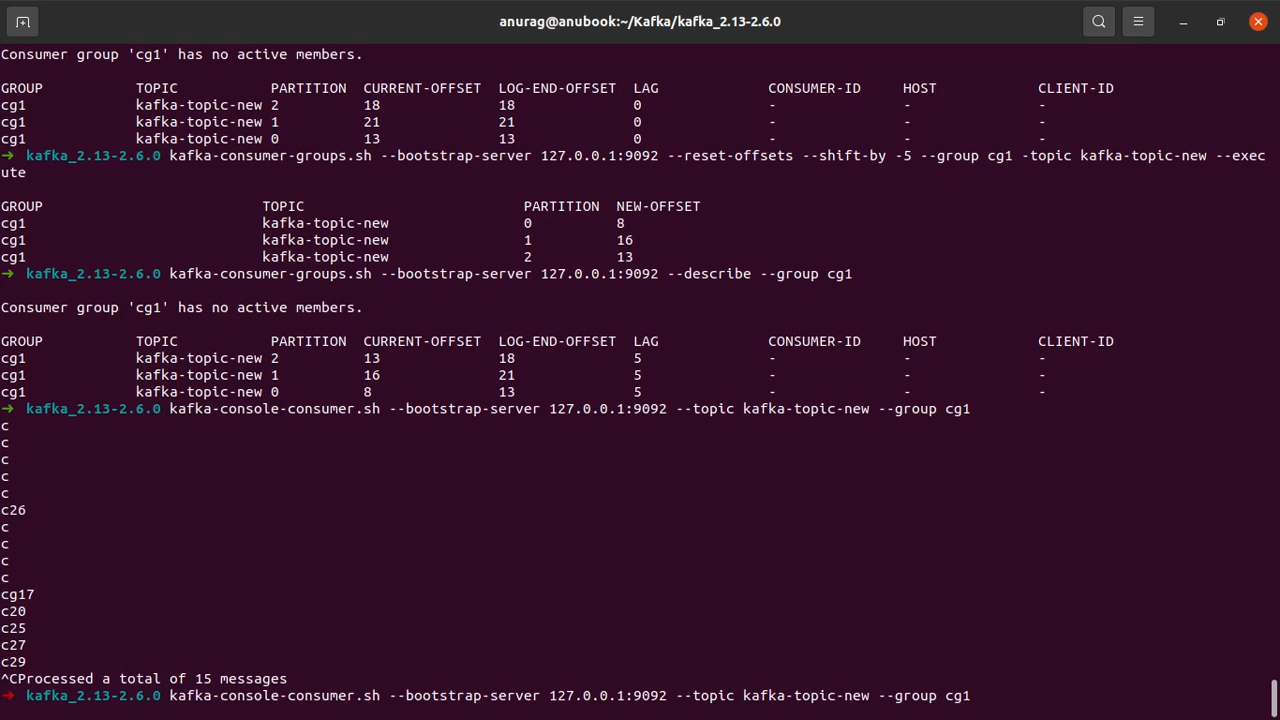 anurag@anubook:~/Kafka/kafka_2.13-2.6.0
Consumer group 'cg1' has no active members.
GROUP TOPIC PARTITION CURRENT-OFFSET LOG-END-OFFSET LAG CONSUMER-ID HOST CLIENT-ID
cg1 kafka-topic-new 2 18 18 0 - - -
cg1 kafka-topic-new 1 21 21 0 - - -
cg1 kafka-topic-new 0 13 13 0 - - -
➜ kafka_2.13-2.6.0 kafka-consumer-groups.sh --bootstrap-server 127.0.0.1:9092 --reset-offsets --shift-by -5 --group cg1 -topic kafka-topic-new --exec
ute
GROUP TOPIC PARTITION NEW-OFFSET
cg1 kafka-topic-new 0 8
cg1 kafka-topic-new 1 16
cg1 kafka-topic-new 2 13
➜ kafka_2.13-2.6.0 kafka-consumer-groups.sh --bootstrap-server 127.0.0.1:9092 --describe --group cg1
Consumer group 'cg1' has no active members.
GROUP TOPIC PARTITION CURRENT-OFFSET LOG-END-OFFSET LAG CONSUMER-ID HOST CLIENT-ID
cg1 kafka-topic-new 2 13 18 5 - - -
cg1 kafka-topic-new 1 16 21 5 - - -
cg1 kafka-topic-new 0 8 13 5 - - -
➜ kafka_2.13-2.6.0 kafka-console-consumer.sh --bootstrap-server 127.0.0.1:9092 --topic kafka-topic-new --group cg1
c
c
c
c
c
c26
c
c
c
c
cg17
c20
c25
c27
c29
^CProcessed a total of 15 messages
➜ kafka_2.13-2.6.0 kafka-console-consumer.sh --bootstrap-server 127.0.0.1:9092 --topic kafka-topic-new --group cg1